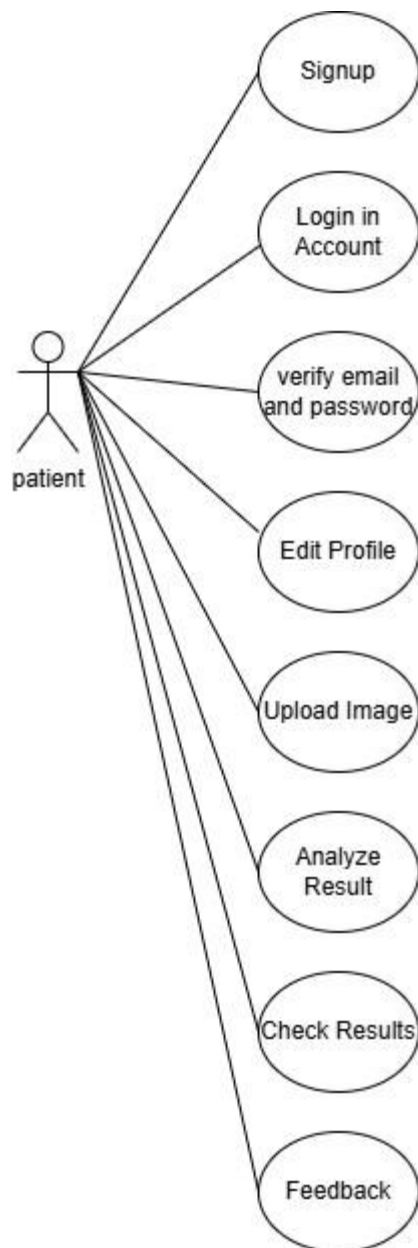 Signup
Login in
Account
verify email
and password
patient
Edit Profile
Upload Image
Analyze
Result
Check Results
Feedback